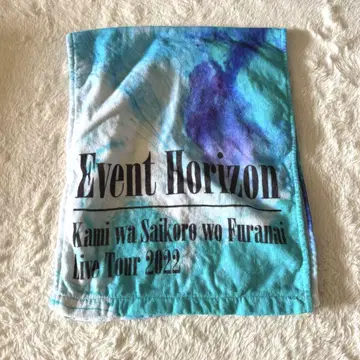 Event Horizon
Kami wa Saikoro wo Furanai
Live Tour 2022